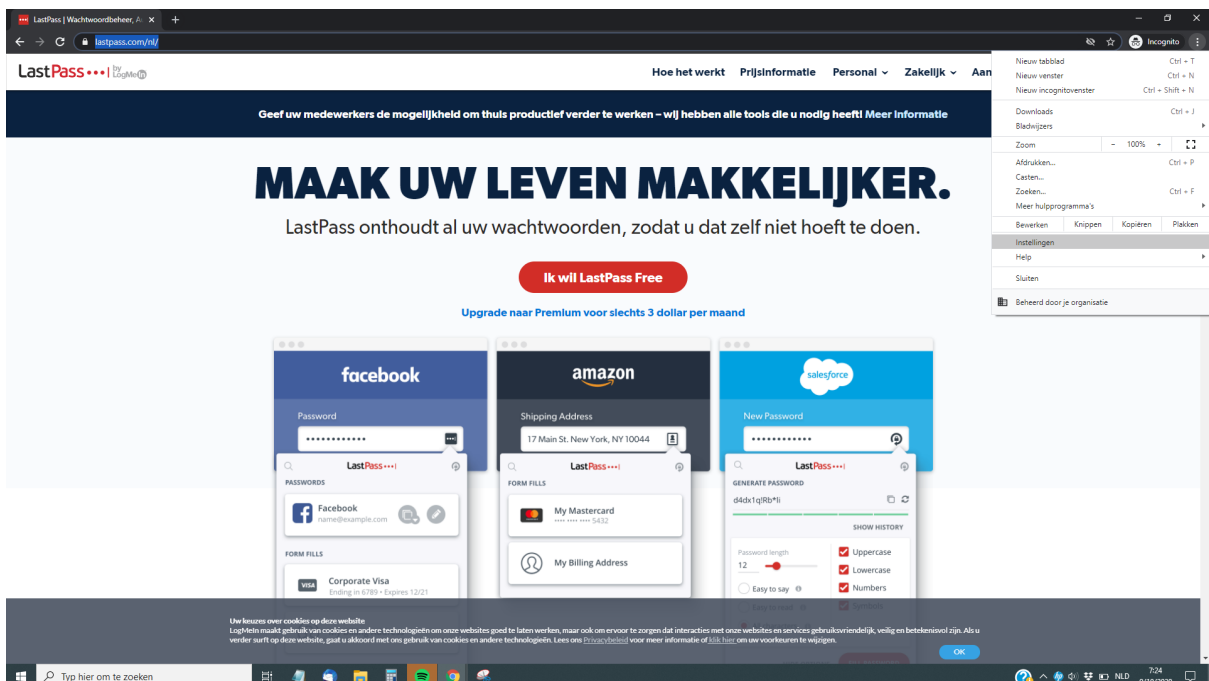 LastPass | Wachtwoordbeheer, A
lastpass.com/nl/
Incognito
LastPass by LogMeIn
Hoe het werkt Prijsinformatie Personal Zakelijk Aan
Geef uw medewerkers de mogelijkheid om thuis productief verder te werken – wij hebben alle tools die u nodig heeft! Meer informatie
MAAK UW LEVEN MAKKELIJKER.
LastPass onthoudt al uw wachtwoorden, zodat u dat zelf niet hoeft te doen.
Ik wil LastPass Free
Upgrade naar Premium voor slechts 3 dollar per maand
Nieuw tabblad Ctrl + T
Nieuw venster Ctrl + N
Nieuw incognitovenster Ctrl + Shift + N
Downloads Ctrl + J
Bladwijzers
Zoom - 100% +
Afdrukken... Ctrl + P
Casten...
Zoeken... Ctrl + F
Meer hulpprogramma's
Bewerken Knippen Kopiëren Plakken
Instellingen
Help
Sluiten
Beheerd door je organisatie
facebook
Password
LastPass
PASSWORDS
Facebook
name@example.com
FORM FILLS
Corporate Visa
VISA
Ending in 6789 • Expires 12/21
amazon
Shipping Address
17 Main St. New York, NY 10044
LastPass
FORM FILLS
My Mastercard
•••• •••• •••• 5432
My Billing Address
salesforce
New Password
LastPass
GENERATE PASSWORD
d4dx1q!Rb*li
SHOW HISTORY
Password length
12
Uppercase
Lowercase
Easy to say
Numbers
Symbols
Uw keuzes over cookies op deze website
LogMeIn maakt gebruik van cookies en andere technologieën om onze websites goed te laten werken, maar ook om ervoor te zorgen dat interacties met onze websites en services gebruiksvriendelijk, veilig en betekenisvol zijn. Als u
verder surft op deze website, gaat u akkoord met ons gebruik van cookies en andere technologieën. Lees ons Privacybeleid voor meer informatie of klik hier om uw voorkeuren te wijzigen.
OK
Typ hier om te zoeken
NLD
7:24